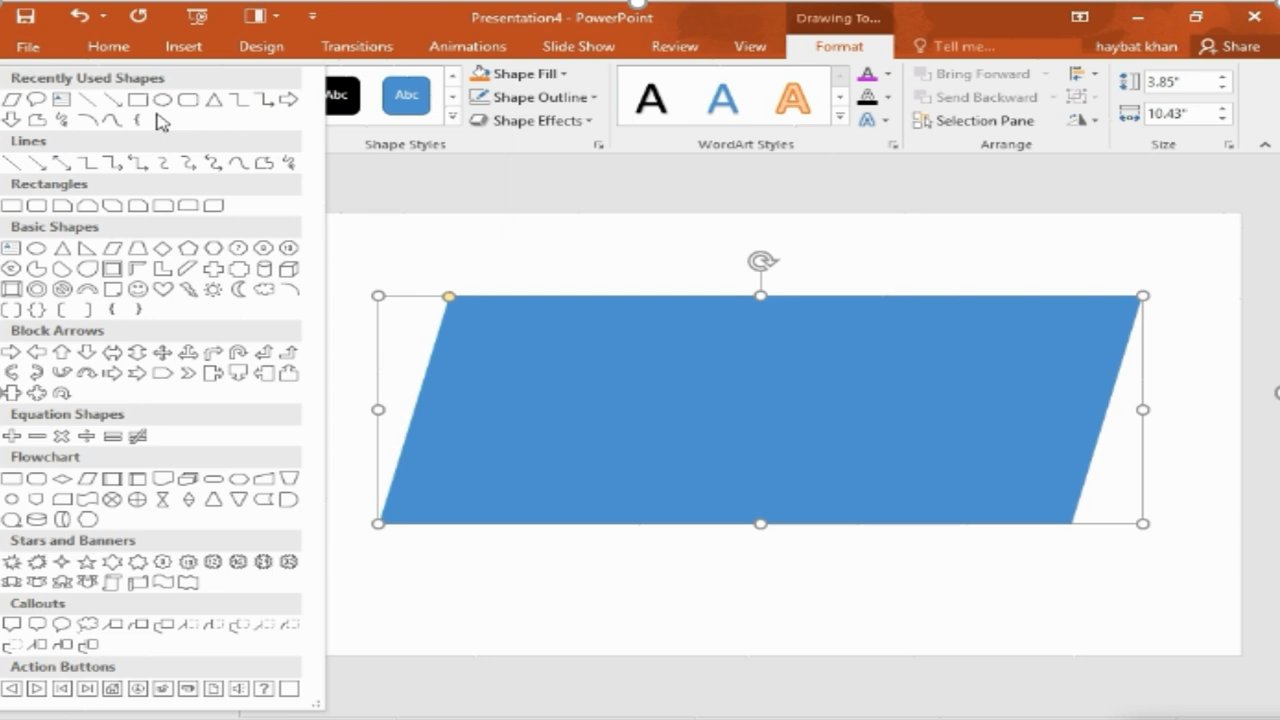 Presentation4 - PowerPoint
Drawing To...
File Home Insert Design Transitions Animations Slide Show Review View Format Tell me... haybat khan Share
Recently Used Shapes
Lines
Rectangles
Basic Shapes
Block Arrows
Equation Shapes
Flowchart
Stars and Banners
Callouts
Action Buttons
Abc Abc
Shape Fill
Shape Outline
Shape Effects
Shape Styles
A A A
WordArt Styles
Bring Forward
Send Backward
Selection Pane
Arrange
3.85"
10.43"
Size